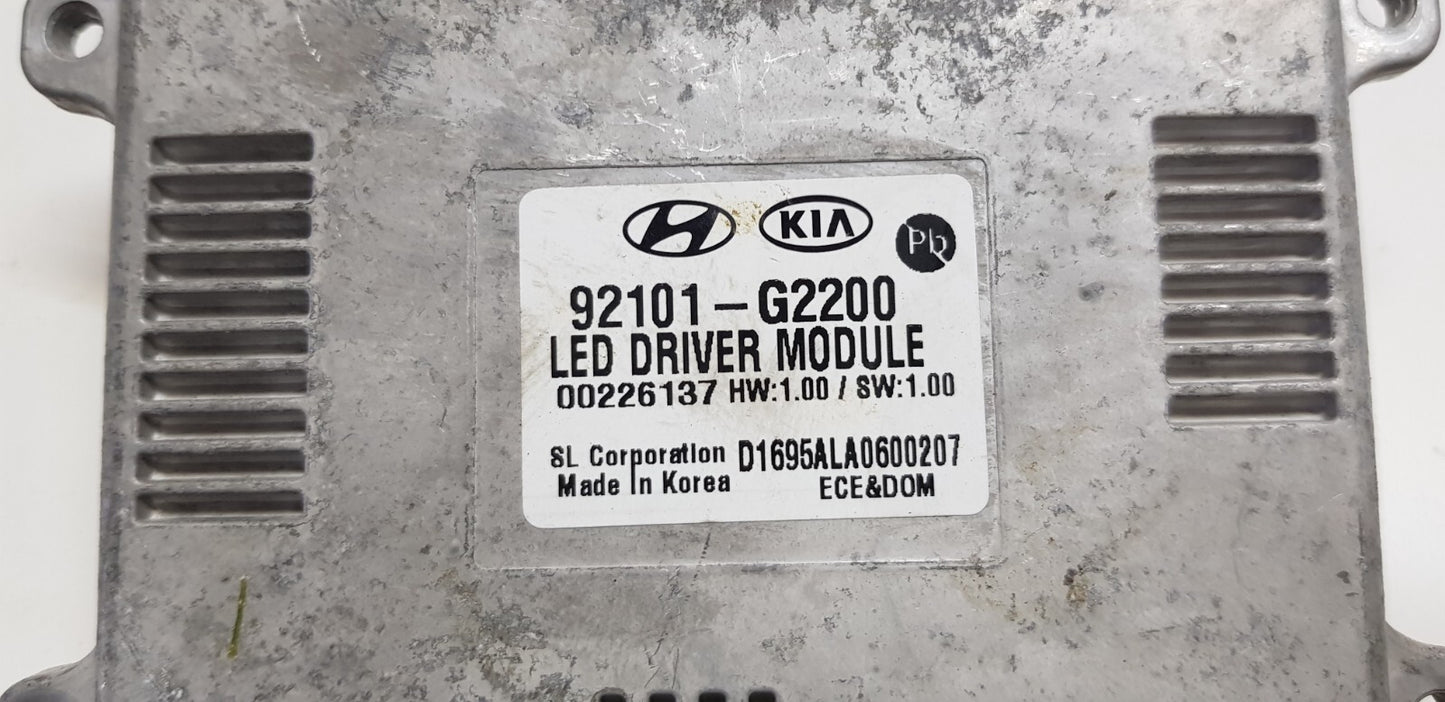 KIA Pb
92101-G2200
LED DRIVER MODULE
00226137 HW:1.00 / SW:1.00
SL Corporation D1695ALA0600207
Made In Korea ECE&DOM